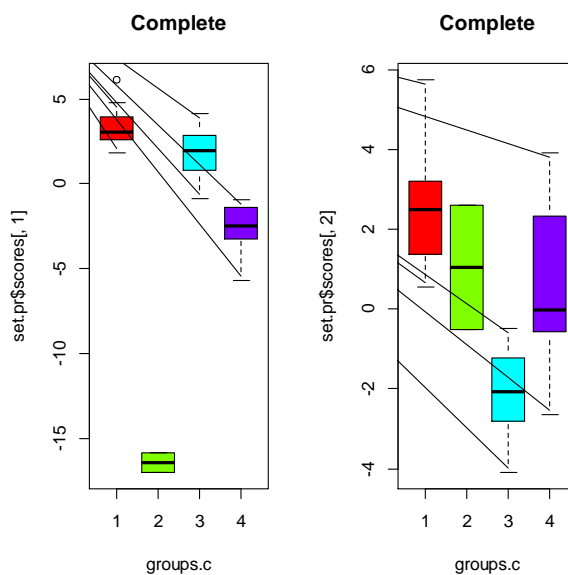 Complete
set.pr$scores[, 1]
5
0
-5
-15
1 2 3 4
groups.c
Complete
set.pr$scores[, 2]
6
4
2
0
-2
-4
1 2 3 4
groups.c